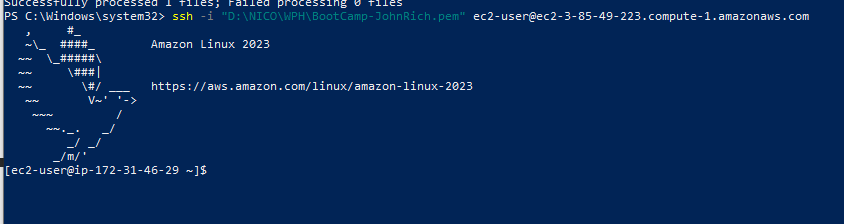 Successfully processed 1 files; Failed processing 0 files
PS C:\Windows\system32> ssh -i "D:\NICO\WPH\BootCamp-JohnRich.pem" ec2-user@ec2-3-85-49-223.compute-1.amazonaws.com
   ,     #_
   ~\_  ####_        Amazon Linux 2023
  ~~  \_#####\
  ~~     \###|
  ~~       \#/ ___   https://aws.amazon.com/linux/amazon-linux-2023
   ~~       V~' '->
    ~~~         /
      ~~._.   _/
         _/ _/
       _/m/'
[ec2-user@ip-172-31-46-29 ~]$